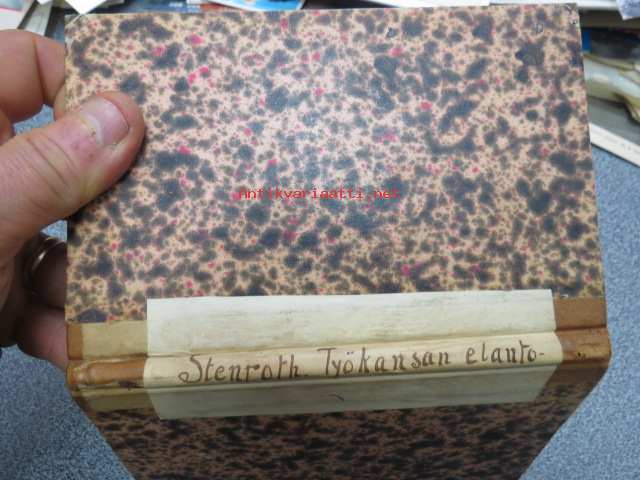 Antikvariaatti.net
Stenroth. Työkansan elanto-